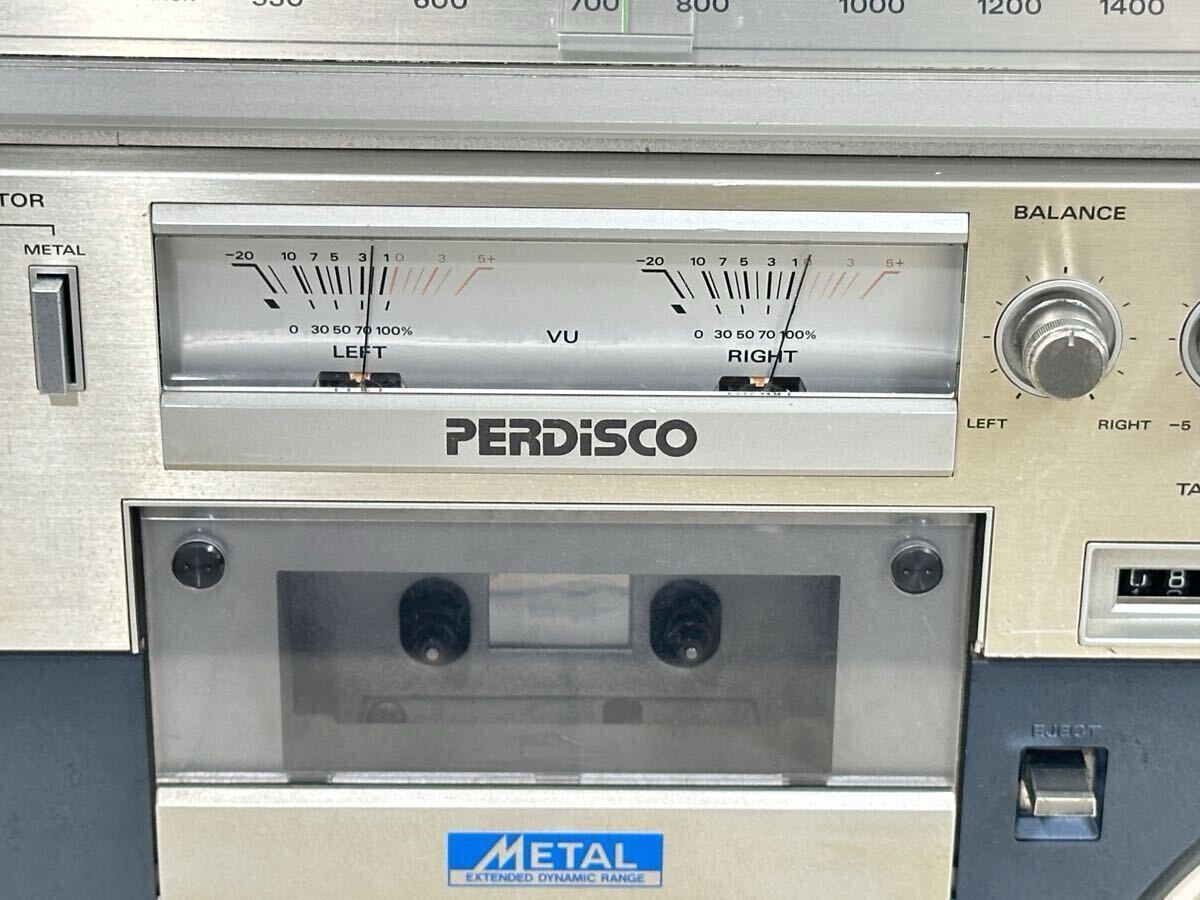 600 700 800 1000 1200 1400
TOR
METAL
BALANCE
LEFT RIGHT -5
-20 10 7 5 3 1 0 3 5+
0 30 50 70 100%
LEFT
VU
-20 10 7 5 3 1 0 3 5+
0 30 50 70 100%
RIGHT
PERDiSCO
TA
8
EJECT
METAL
EXTENDED DYNAMIC RANGE